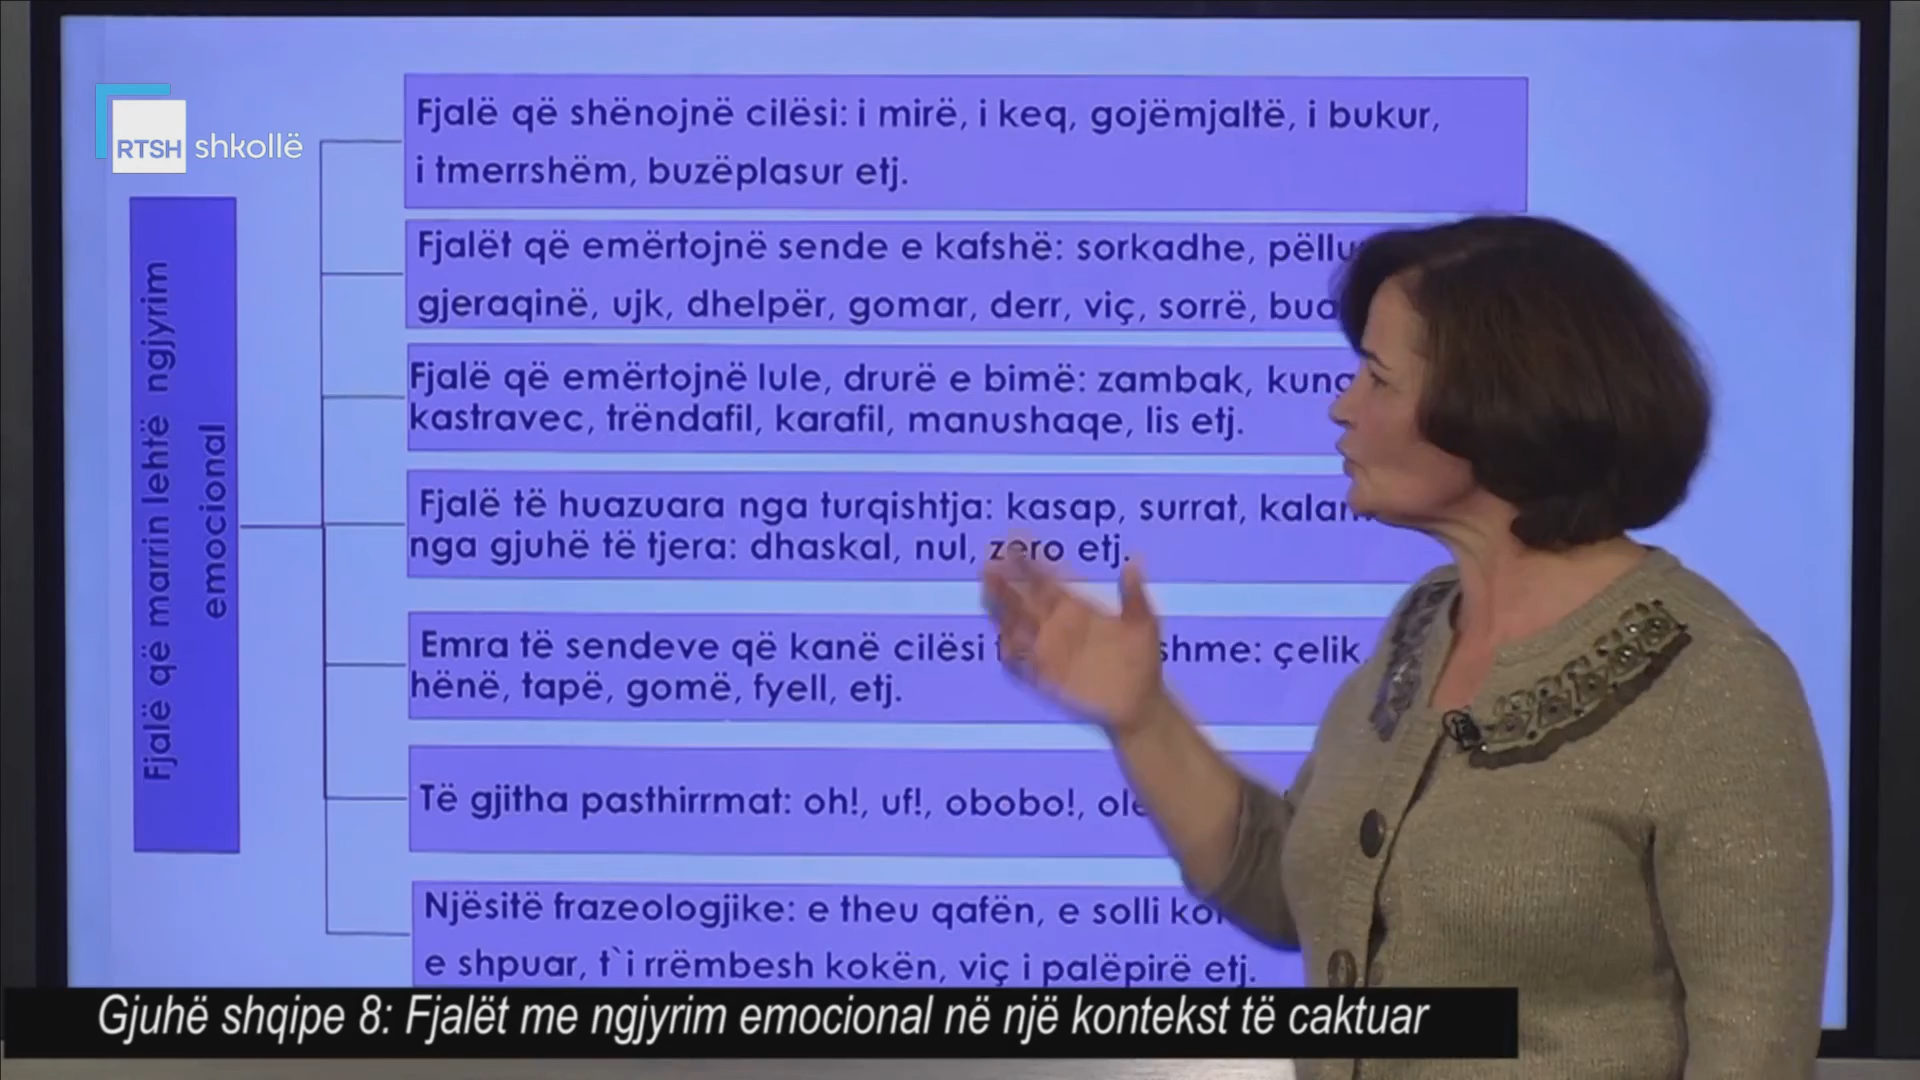 RTSH shkollë
Fjalë që marrin lehtë ngjyrim
emocional
Fjalë që shënojnë cilësi: i mirë, i keq, gojëmjaltë, i bukur,
i tmerrshëm, buzëplasur etj.
Fjalët që emërtojnë sende e kafshë: sorkadhe,
gjeraqinë, ujk, dhelpër, gomar, derr, viç, sorrë,
Fjalë që emërtojnë lule, drurë e bimë: zambak,
kastravec, trëndafil, karafil, manushaqe, lis etj.
Fjalë të huazuara nga turqishtja: kasap, surrat,
nga gjuhë të tjera: dhaskal, nul, zero etj.
Emra të sendeve që kanë cilësi çelik,
hënë, tapë, gomë, fyell, etj.
Të gjitha pasthirrmat: oh!, uf!, obobo!,
Njësitë frazeologjike: e theu qafën, e solli
e shpuar, t`i rrëmbesh kokën, viç i palëpirë etj.
Gjuhë shqipe 8: Fjalët me ngjyrim emocional në një kontekst të caktuar